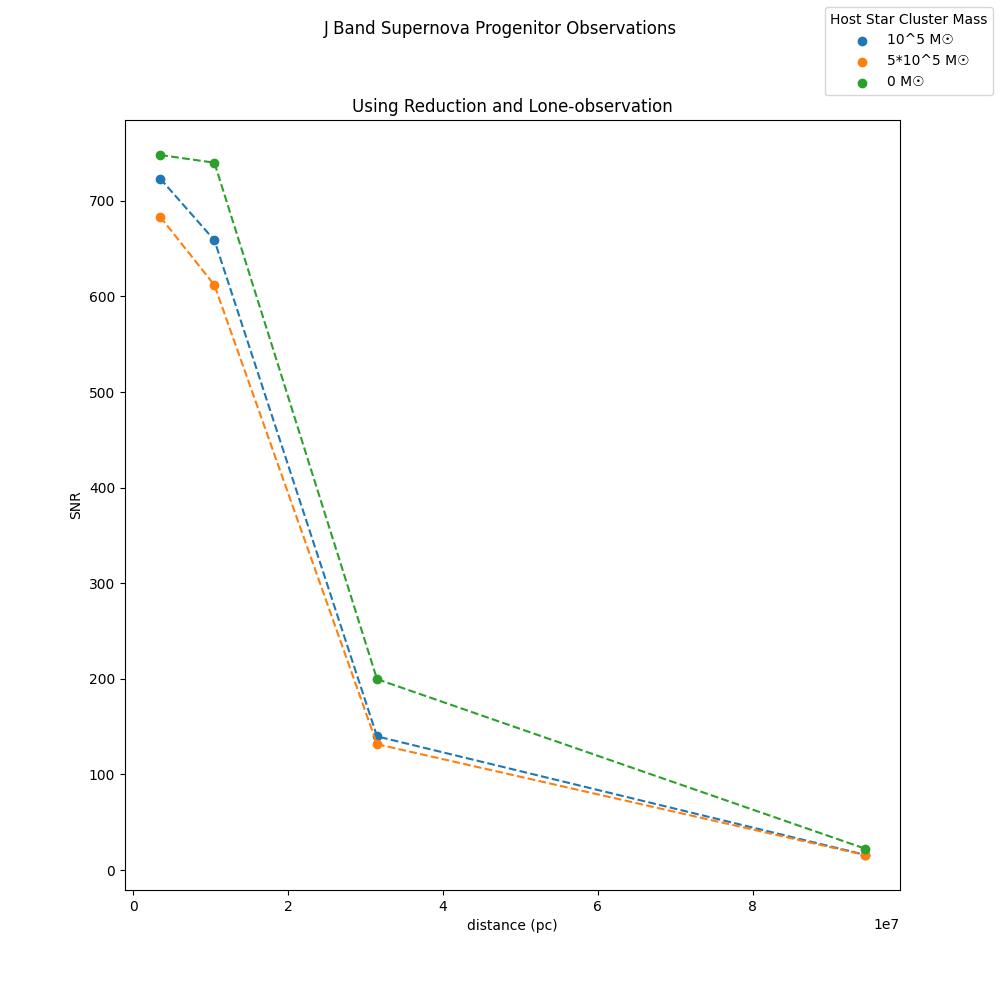 J Band Supernova Progenitor Observations
Host Star Cluster Mass
10^5 M☉
5*10^5 M☉
0 M☉
Using Reduction and Lone-observation
700
600
500
400
300
200
100
0
SNR
0 2 4 6 8
1e7
distance (pc)